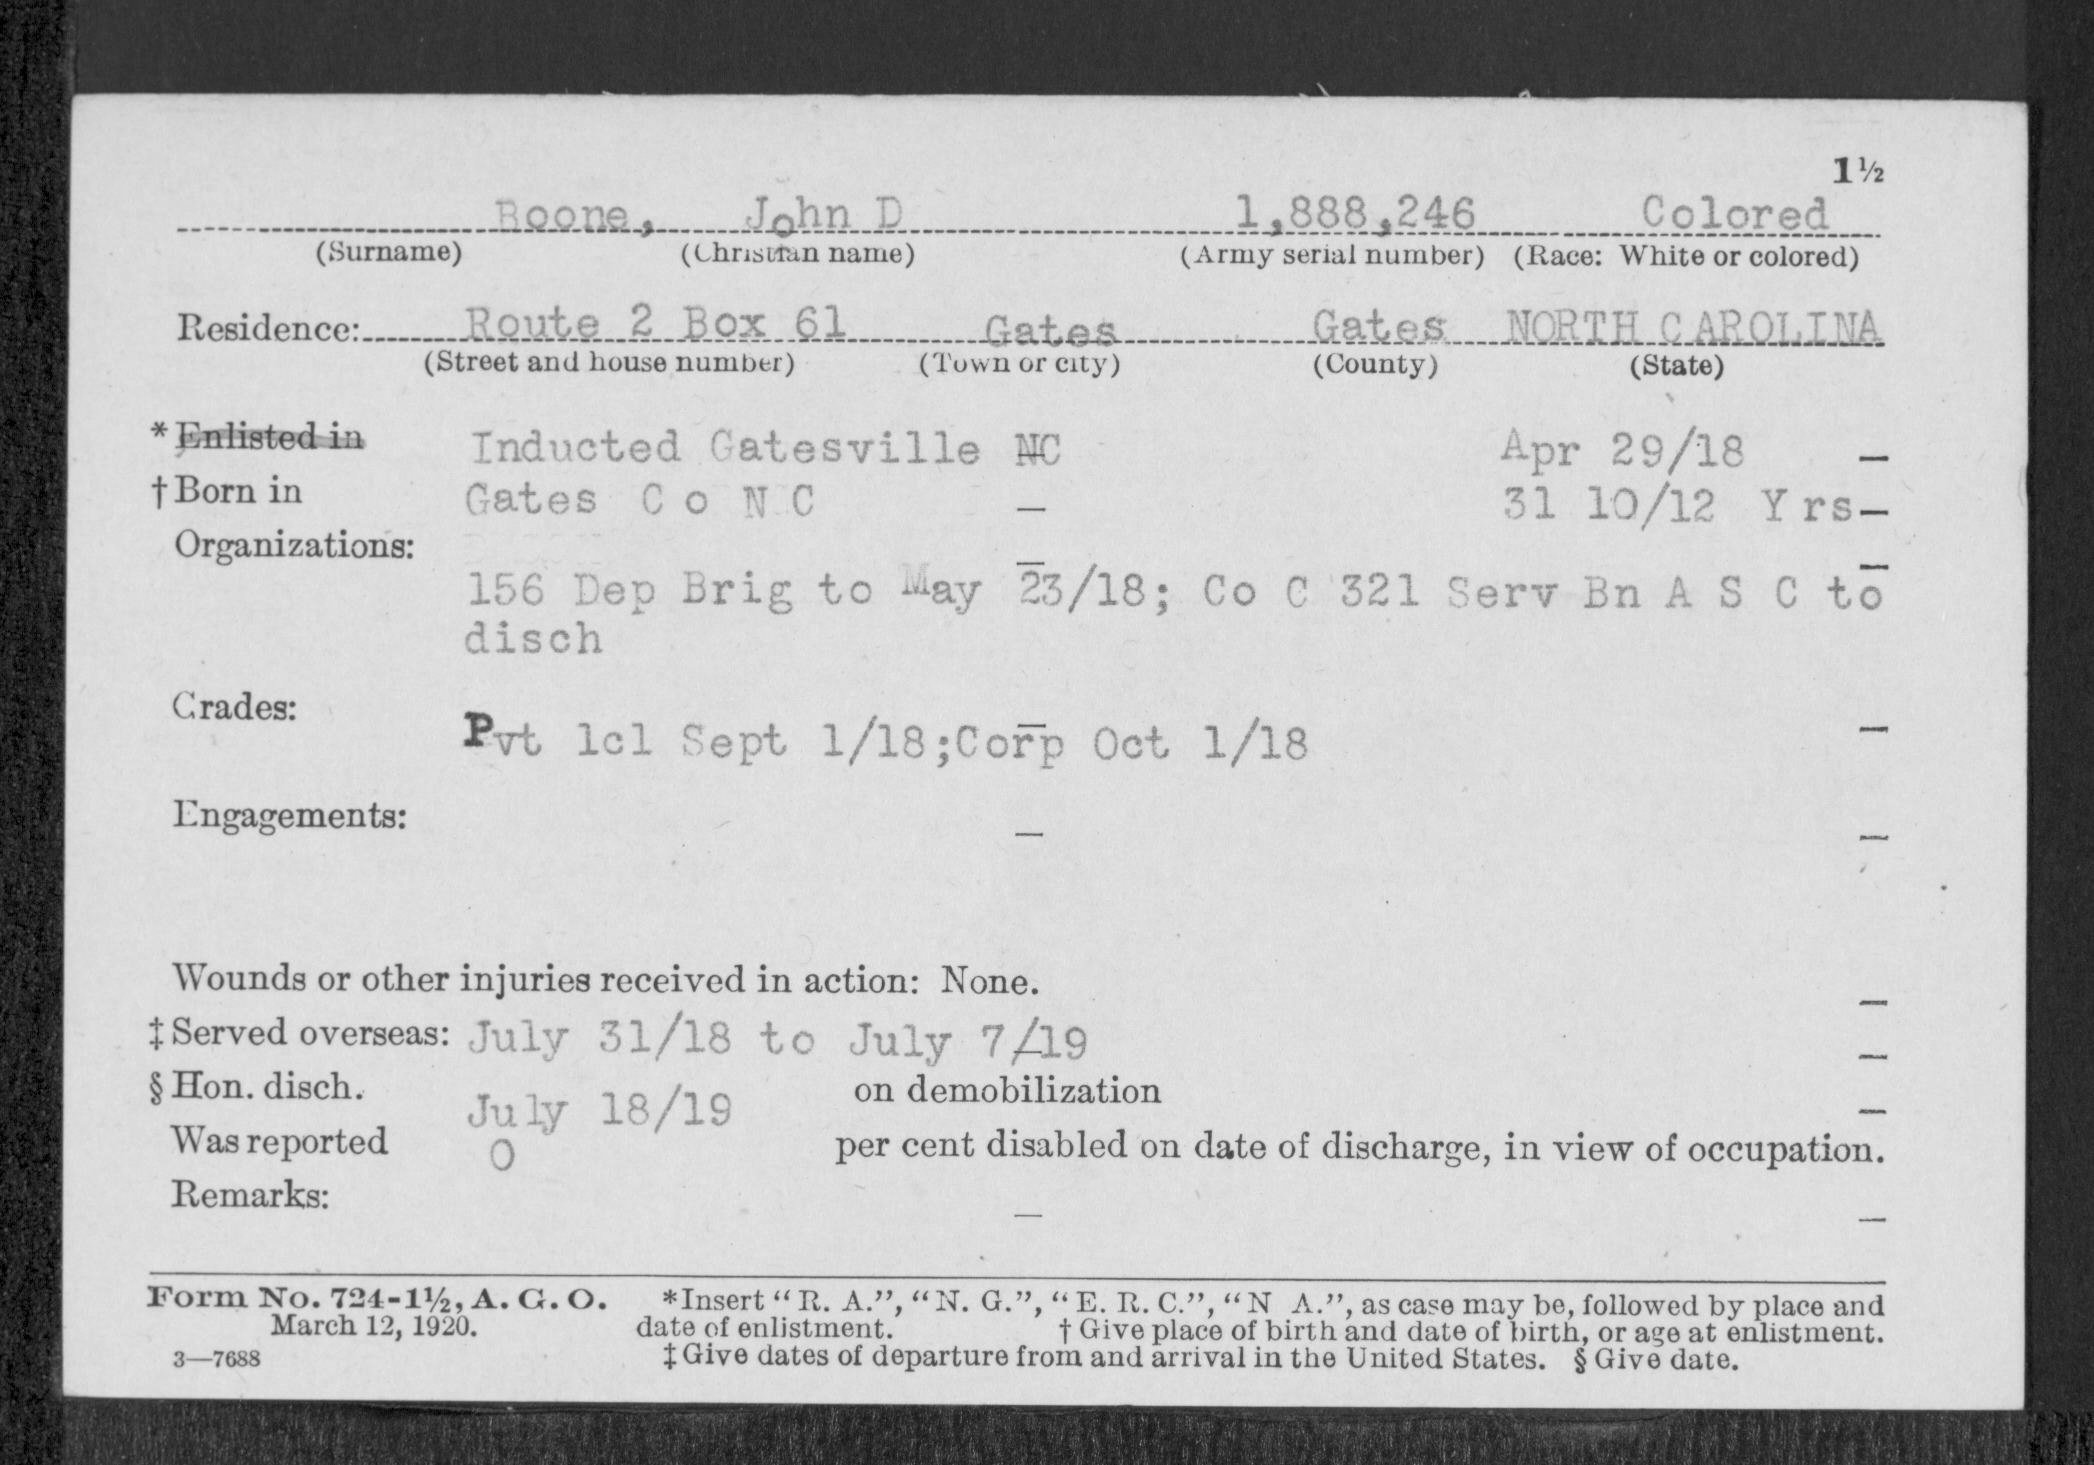 1½
Boone, John D 1,888,246 Colored
(Surname) (Christian name) (Army serial number) (Race: White or colored)
Residence: Route 2 Box 61 Gates Gates NORTH CAROLINA
(Street and house number) (Town or city) (County) (State)
* Enlisted in Inducted Gatesville NC Apr 29/18 –
† Born in Gates Co N C – 31 10/12 Yrs –
Organizations: – –
156 Dep Brig to May 23/18; Co C 321 Serv Bn A S C to
disch
Grades: – –
Pvt 1cl Sept 1/18;Corp Oct 1/18
Engagements: – –
Wounds or other injuries received in action: None. –
‡ Served overseas: July 31/18 to July 7/19 –
§ Hon. disch. July 18/19 on demobilization –
Was reported 0 per cent disabled on date of discharge, in view of occupation.
Remarks: – –
Form No. 724-1½, A. G. O. *Insert “R. A.”, “N. G.”, “E. R. C.”, “N A.”, as case may be, followed by place and
March 12, 1920. date of enlistment. † Give place of birth and date of birth, or age at enlistment.
3—7688 ‡ Give dates of departure from and arrival in the United States. § Give date.